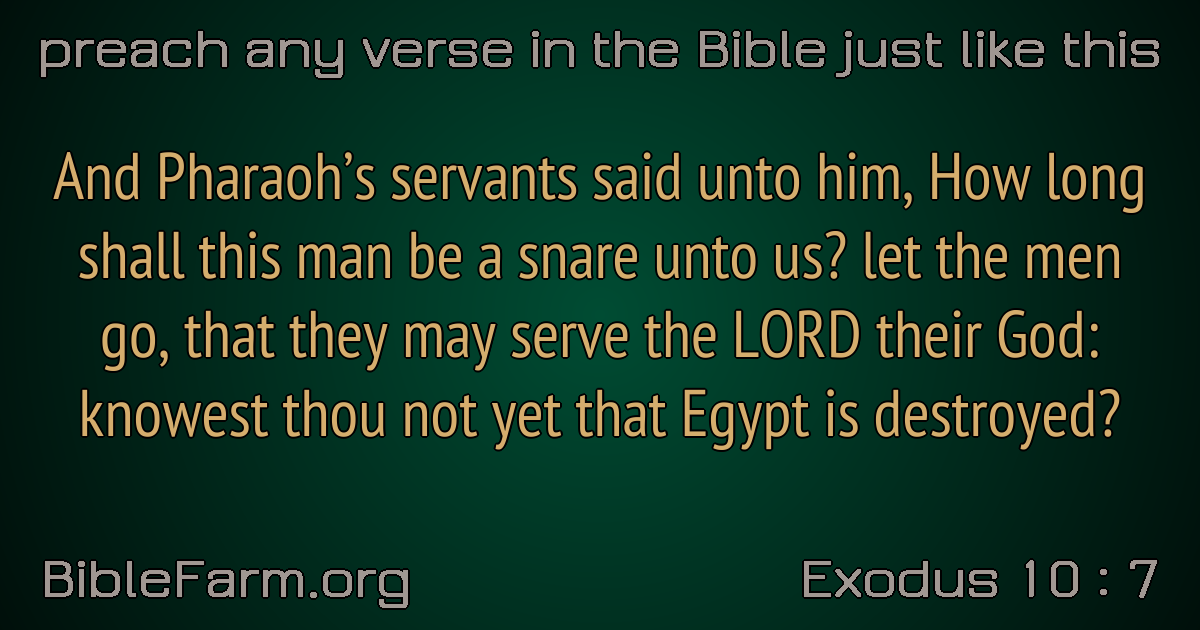 preach any verse in the Bible just like this
And Pharaoh’s servants said unto him, How long
shall this man be a snare unto us? let the men
go, that they may serve the LORD their God:
knowest thou not yet that Egypt is destroyed?
BibleFarm.org
Exodus 10 : 7